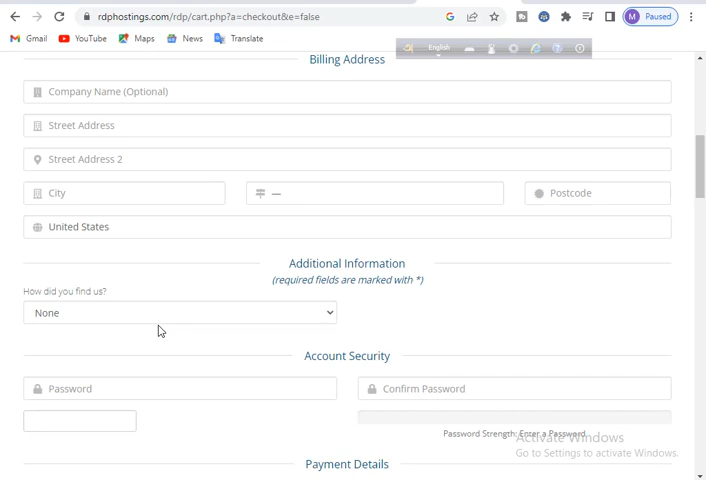 rdphostings.com/rdp/cart.php?a=checkout&e=false
M
Paused
Gmail
YouTube
Maps
News
Translate
English
Billing Address
Company Name (Optional)
Street Address
Street Address 2
City
—
Postcode
United States
Additional Information
(required fields are marked with *)
How did you find us?
None
Account Security
Password
Confirm Password
Password Strength: Enter a Password
Activate Windows
Go to Settings to activate Windows.
Payment Details